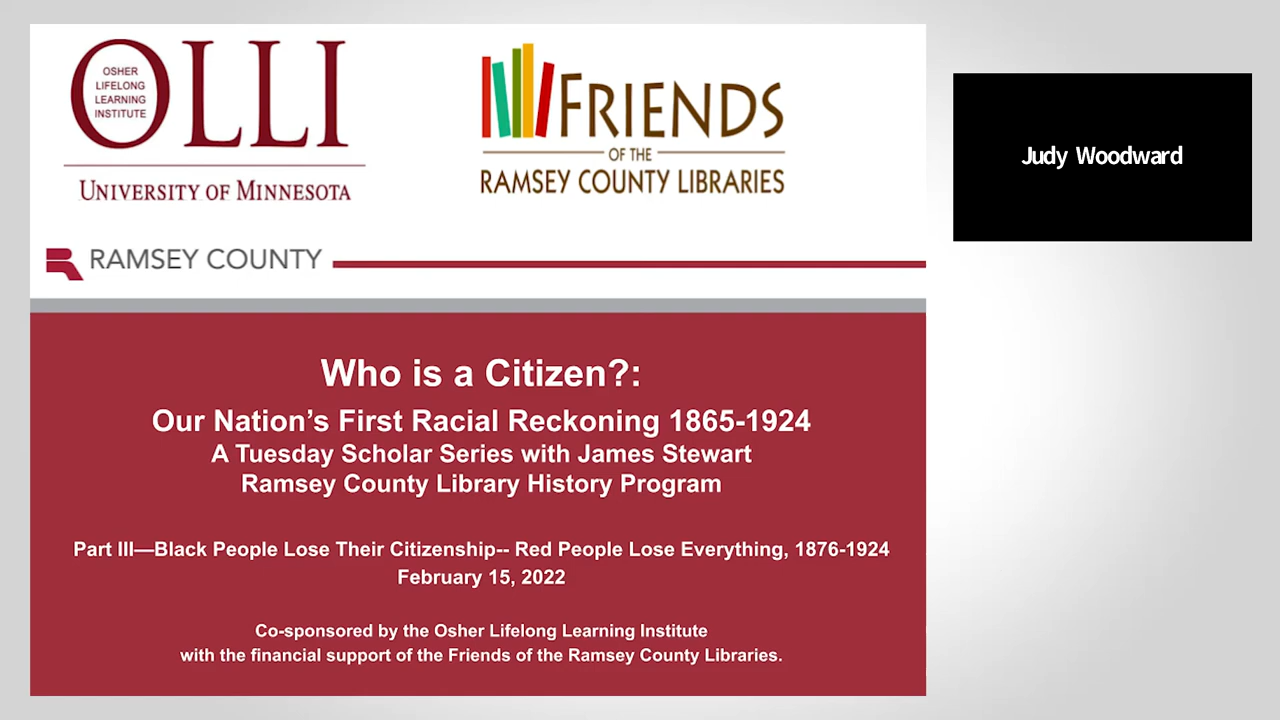 OLLI
OSHER
LIFELONG
LEARNING
INSTITUTE
UNIVERSITY OF MINNESOTA
FRIENDS
OF THE
RAMSEY COUNTY LIBRARIES
RAMSEY COUNTY
Judy Woodward
Who is a Citizen?:
Our Nation's First Racial Reckoning 1865-1924
A Tuesday Scholar Series with James Stewart
Ramsey County Library History Program
Part III—Black People Lose Their Citizenship-- Red People Lose Everything, 1876-1924
February 15, 2022
Co-sponsored by the Osher Lifelong Learning Institute
with the financial support of the Friends of the Ramsey County Libraries.